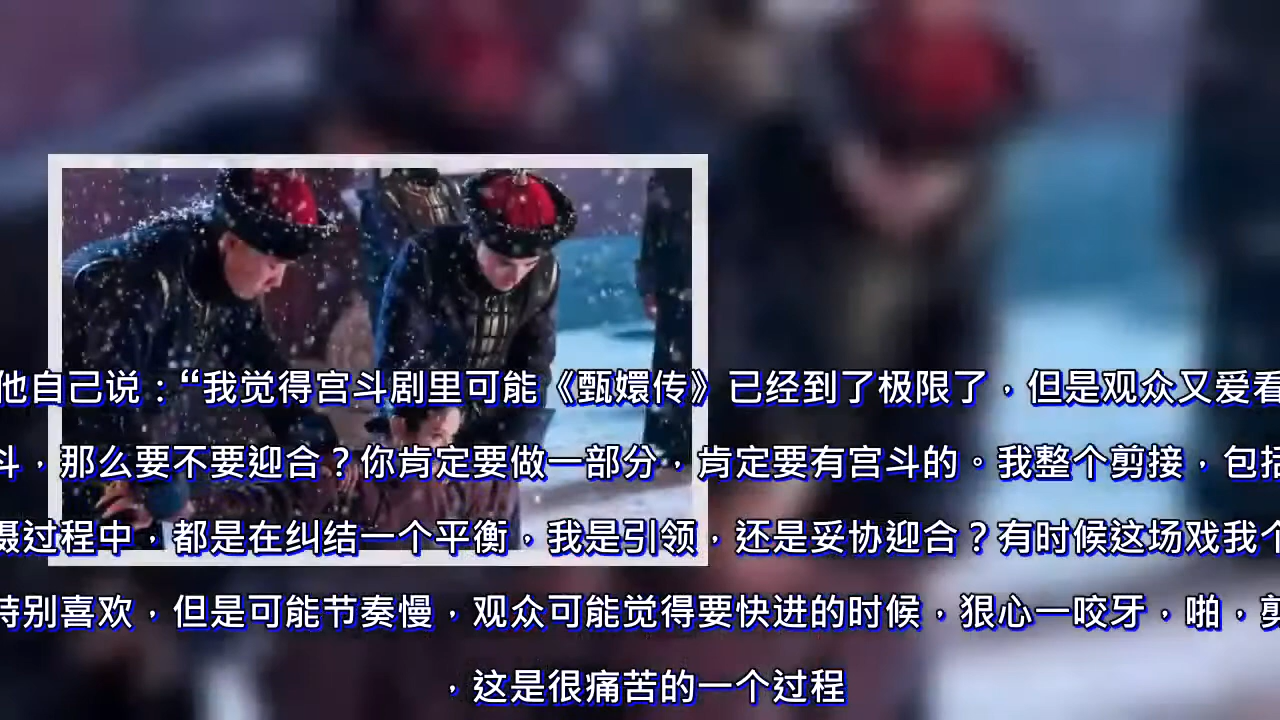 他自己说：“我觉得宫斗剧里可能《甄嬛传》已经到了极限了，但是观众又爱看
斗，那么要不要迎合？你肯定要做一部分，肯定要有宫斗的。我整个剪接，包括
摄过程中，都是在纠结一个平衡，我是引领，还是妥协迎合？有时候这场戏我个
特别喜欢，但是可能节奏慢，观众可能觉得要快进的时候，狠心一咬牙，啪，剪
，这是很痛苦的一个过程